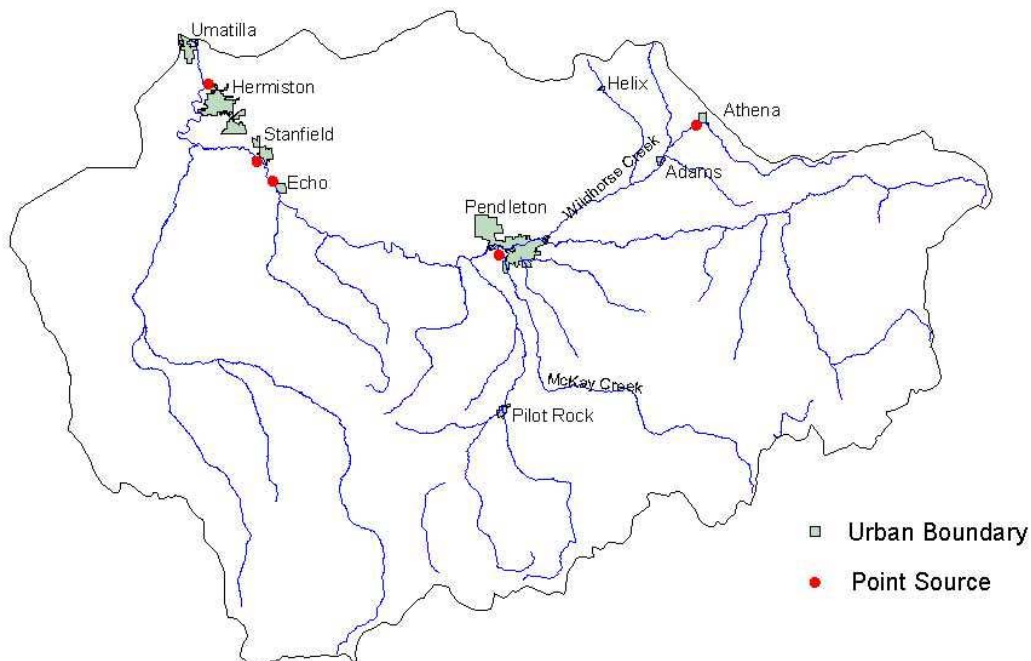 Umatilla
Hermiston
Helix
Athena
Stanfield
Adams
Wildhorse Creek
Echo
Pendleton
McKay Creek
Pilot Rock
Urban Boundary
Point Source